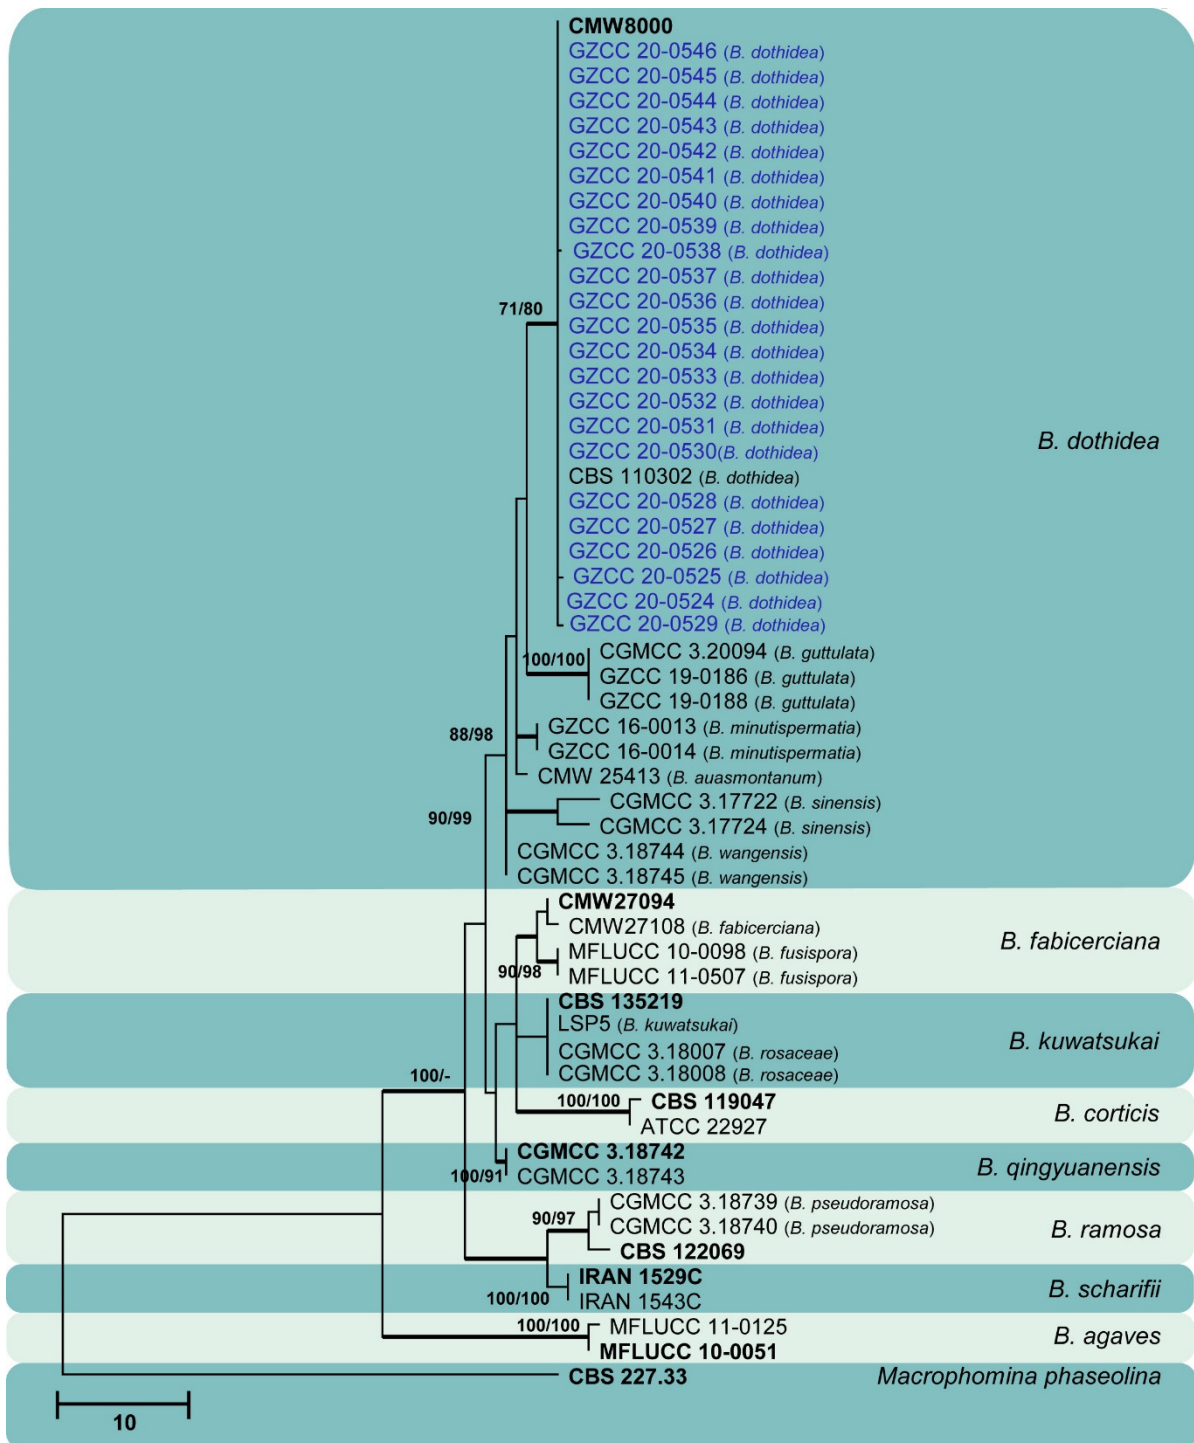 CMW8000
GZCC 20-0546 (B. dothidea)
GZCC 20-0545 (B. dothidea)
GZCC 20-0544 (B. dothidea)
GZCC 20-0543 (B. dothidea)
GZCC 20-0542 (B. dothidea)
GZCC 20-0541 (B. dothidea)
GZCC 20-0540 (B. dothidea)
GZCC 20-0539 (B. dothidea)
GZCC 20-0538 (B. dothidea)
GZCC 20-0537 (B. dothidea)
GZCC 20-0536 (B. dothidea)
71/80
GZCC 20-0535 (B. dothidea)
GZCC 20-0534 (B. dothidea)
GZCC 20-0533 (B. dothidea)
GZCC 20-0532 (B. dothidea)
GZCC 20-0531 (B. dothidea)
B. dothidea
GZCC 20-0530(B. dothidea)
CBS 110302 (B. dothidea)
GZCC 20-0528 (B. dothidea)
GZCC 20-0527 (B. dothidea)
GZCC 20-0526 (B. dothidea)
GZCC 20-0525 (B. dothidea)
GZCC 20-0524 (B. dothidea)
GZCC 20-0529 (B. dothidea)
CGMCC 3.20094 (B. guttulata)
100/100
GZCC 19-0186 (B. guttulata)
GZCC 19-0188 (B. guttulata)
GZCC 16-0013 (B. minutispermatia)
88/98
GZCC 16-0014 (B. minutispermatia)
CMW 25413 (B. auasmontanum)
CGMCC 3.17722 (B. sinensis)
90/99
CGMCC 3.17724 (B. sinensis)
CGMCC 3.18744 (B. wangensis)
CGMCC 3.18745 (B. wangensis)
CMW27094
CMW27108 (B. fabicerciana)
B. fabicerciana
MFLUCC 10-0098 (B. fusispora)
90/98
MFLUCC 11-0507 (B. fusispora)
CBS 135219
LSP5 (B. kuwatsukai)
B. kuwatsukai
CGMCC 3.18007 (B. rosaceae)
CGMCC 3.18008 (B. rosaceae)
100/-
100/100
CBS 119047
B. corticis
ATCC 22927
CGMCC 3.18742
B. qingyuanensis
100/91
CGMCC 3.18743
CGMCC 3.18739 (B. pseudoramosa)
90/97
CGMCC 3.18740 (B. pseudoramosa)
B. ramosa
CBS 122069
IRAN 1529C
B. scharifii
100/100
IRAN 1543C
100/100
MFLUCC 11-0125
B. agaves
MFLUCC 10-0051
CBS 227.33
Macrophomina phaseolina
10